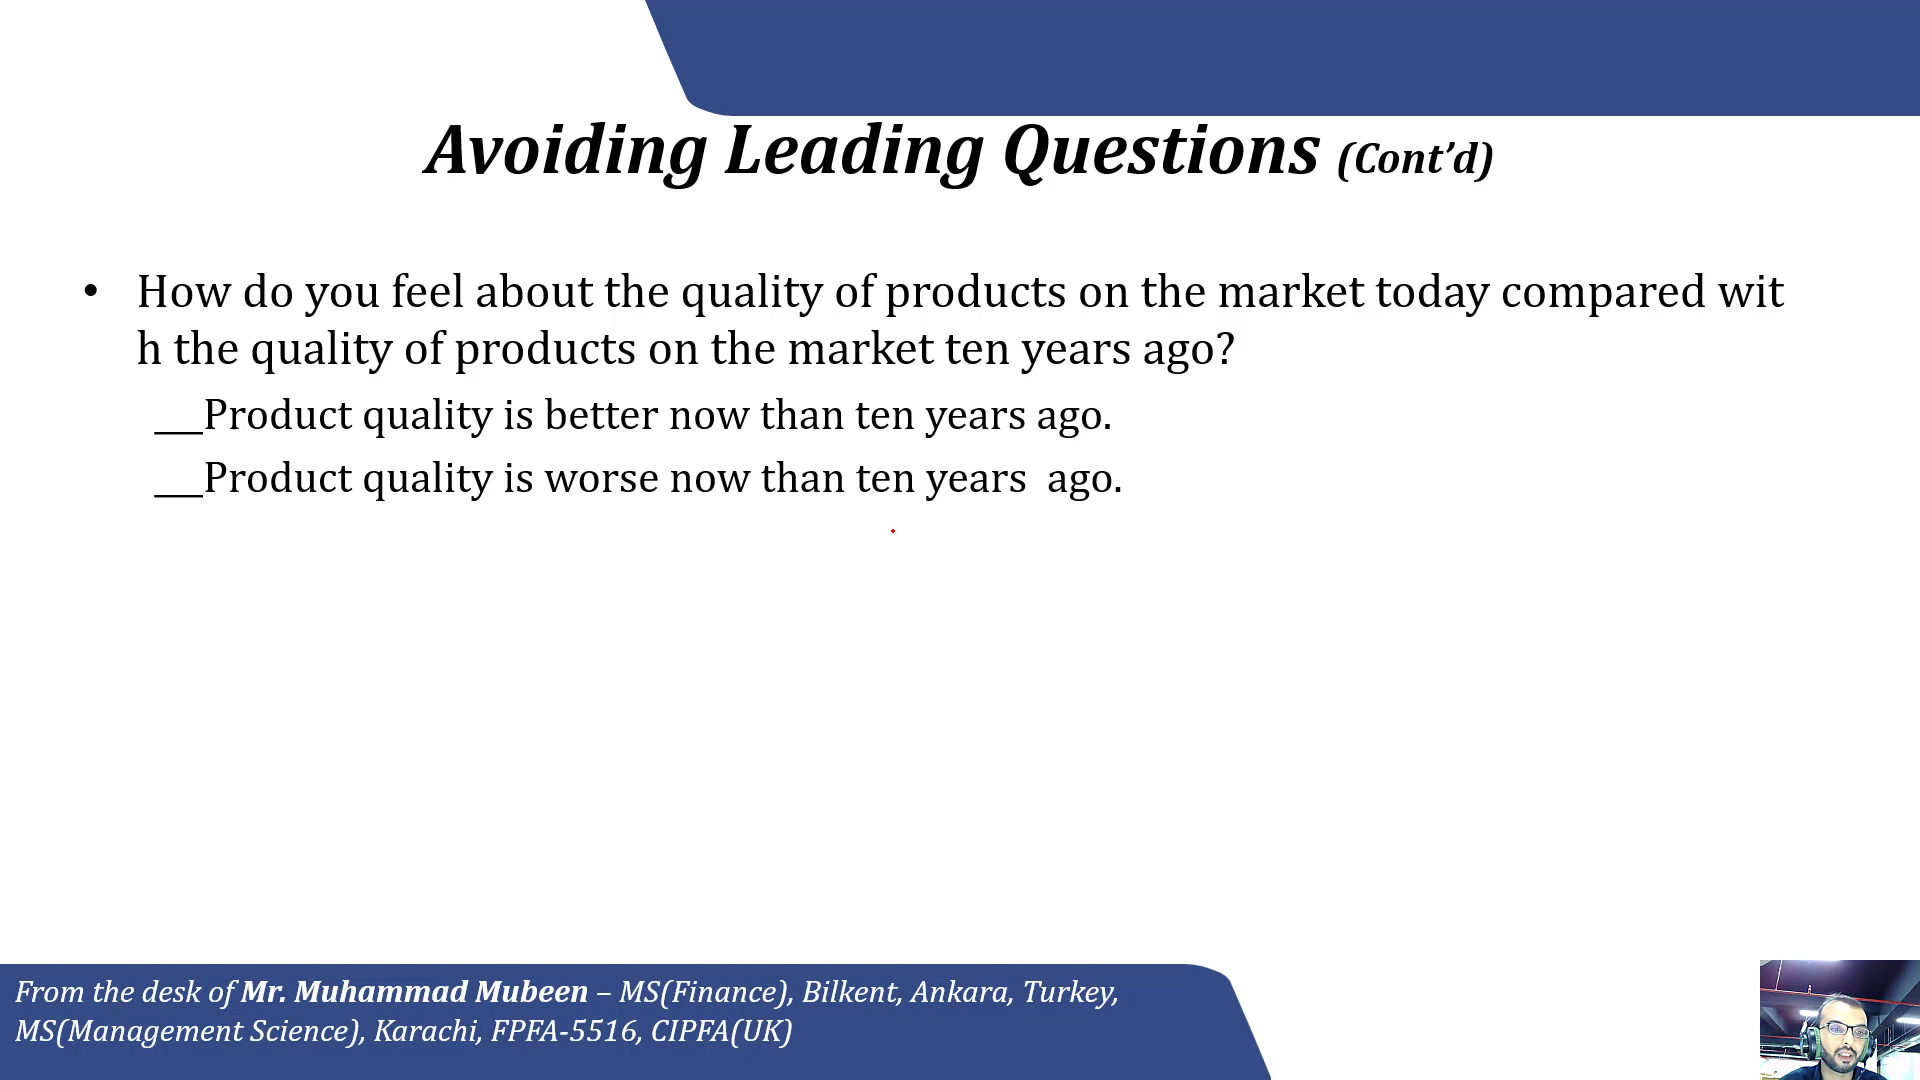 Avoiding Leading Questions (Cont’d)
• How do you feel about the quality of products on the market today compared wit
h the quality of products on the market ten years ago?
___Product quality is better now than ten years ago.
___Product quality is worse now than ten years  ago.
From the desk of Mr. Muhammad Mubeen – MS(Finance), Bilkent, Ankara, Turkey,
MS(Management Science), Karachi, FPFA-5516, CIPFA(UK)